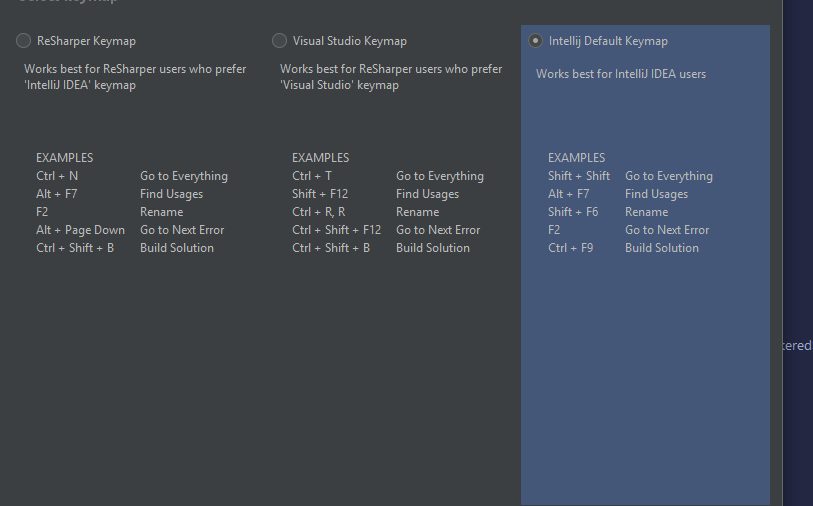 Select keymap
ReSharper Keymap
Works best for ReSharper users who prefer
'IntelliJ IDEA' keymap
EXAMPLES
Ctrl + N Go to Everything
Alt + F7 Find Usages
F2 Rename
Alt + Page Down Go to Next Error
Ctrl + Shift + B Build Solution
Visual Studio Keymap
Works best for ReSharper users who prefer
'Visual Studio' keymap
EXAMPLES
Ctrl + T Go to Everything
Shift + F12 Find Usages
Ctrl + R, R Rename
Ctrl + Shift + F12 Go to Next Error
Ctrl + Shift + B Build Solution
Intellij Default Keymap
Works best for IntelliJ IDEA users
EXAMPLES
Shift + Shift Go to Everything
Alt + F7 Find Usages
Shift + F6 Rename
F2 Go to Next Error
Ctrl + F9 Build Solution